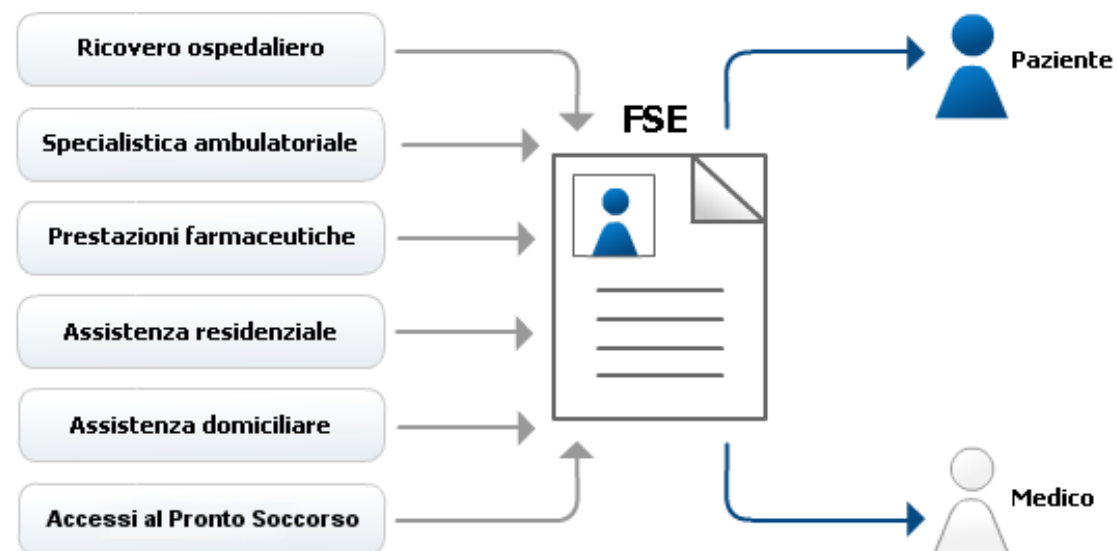 Ricovero ospedaliero
Specialistica ambulatoriale
Prestazioni farmaceutiche
Assistenza residenziale
Assistenza domiciliare
Accessi al Pronto Soccorso
FSE
Paziente
Medico